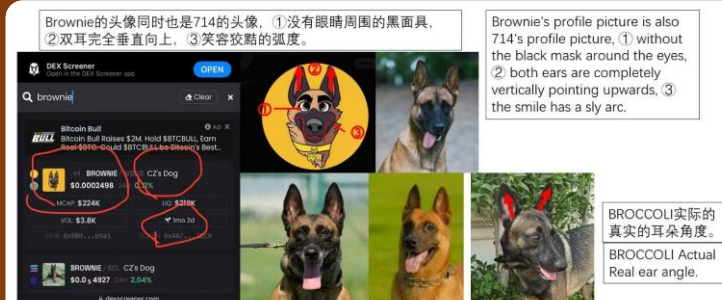 Brownie的头像同时也是714的头像，①没有眼睛周围的黑面具，
②双耳完全垂直向上，③笑容狡黠的弧度。
Brownie's profile picture is also
714's profile picture, ① without
the black mask around the eyes,
② both ears are completely
vertically pointing upwards, ③
the smile has a sly arc.
DEX Screener
Open in the DEX Screener app
OPEN
brownie
Clear
×
BULL
Bitcoin Bull
Ad ×
Bitcoin Bull Raises $2M. Hold $BTCBULL, Earn
Real $BTC. Could $BTCBULL be Bitcoin's Best...
BROWNIE
CZ's Dog
$0.0002498
MCAP: $224K
LIQ: $210K
VOL: $3.8K
1mo 2d
BROWNIE / SOL CZ's Dog
$0.0₅4927 24h 2.04%
dexscreener.com
②
①
③
BROCCOLI实际的
真实的耳朵角度。
BROCCOLI Actual
Real ear angle.